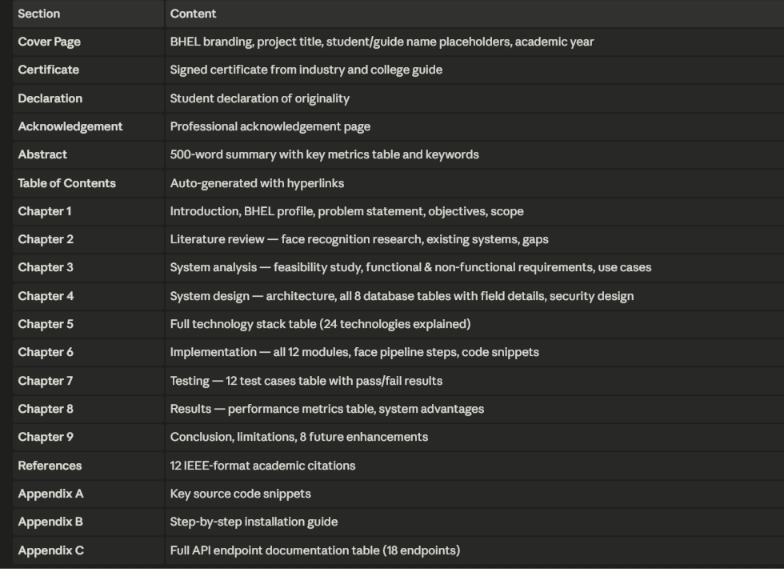 Section Content
Cover Page BHEL branding, project title, student/guide name placeholders, academic year
Certificate Signed certificate from industry and college guide
Declaration Student declaration of originality
Acknowledgement Professional acknowledgement page
Abstract 500-word summary with key metrics table and keywords
Table of Contents Auto-generated with hyperlinks
Chapter 1 Introduction, BHEL profile, problem statement, objectives, scope
Chapter 2 Literature review — face recognition research, existing systems, gaps
Chapter 3 System analysis — feasibility study, functional & non-functional requirements, use cases
Chapter 4 System design — architecture, all 8 database tables with field details, security design
Chapter 5 Full technology stack table (24 technologies explained)
Chapter 6 Implementation — all 12 modules, face pipeline steps, code snippets
Chapter 7 Testing — 12 test cases table with pass/fail results
Chapter 8 Results — performance metrics table, system advantages
Chapter 9 Conclusion, limitations, 8 future enhancements
References 12 IEEE-format academic citations
Appendix A Key source code snippets
Appendix B Step-by-step installation guide
Appendix C Full API endpoint documentation table (18 endpoints)